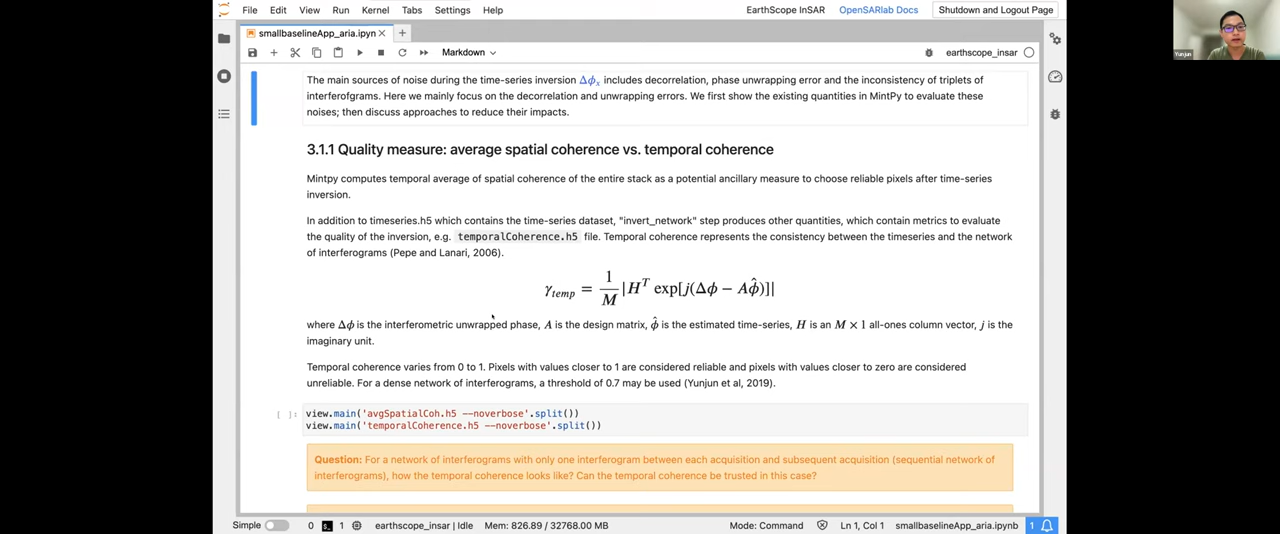 File Edit View Run Kernel Tabs Settings Help EarthScope InSAR OpenSARlab Docs Shutdown and Logout Page
smallbaselineApp_aria.ipyn
Markdown earthscope_insar
The main sources of noise during the time-series inversion Δϕₓ includes decorrelation, phase unwrapping error and the inconsistency of triplets of
interferofgrams. Here we mainly focus on the decorrelation and unwrapping errors. We first show the existing quantities in MintPy to evaluate these
noises; then discuss approaches to reduce their impacts.
3.1.1 Quality measure: average spatial coherence vs. temporal coherence
Mintpy computes temporal average of spatial coherence of the entire stack as a potential ancillary measure to choose reliable pixels after time-series
inversion.
In addition to timeseries.h5 which contains the time-series dataset, "invert_network" step produces other quantities, which contain metrics to evaluate
the quality of the inversion, e.g. temporalCoherence.h5 file. Temporal coherence represents the consistency between the timeseries and the network
of interferograms (Pepe and Lanari, 2006).
γ_temp = 1/M |H^T exp[j(Δϕ − Aϕ̂)]|
where Δϕ is the interferometric unwrapped phase, A is the design matrix, ϕ̂ is the estimated time-series, H is an M × 1 all-ones column vector, j is the
imaginary unit.
Temporal coherence varies from 0 to 1. Pixels with values closer to 1 are considered reliable and pixels with values closer to zero are considered
unreliable. For a dense network of interferograms, a threshold of 0.7 may be used (Yunjun et al, 2019).
[ ]: view.main('avgSpatialCoh.h5 --noverbose'.split())
view.main('temporalCoherence.h5 --noverbose'.split())
Question: For a network of interferograms with only one interferogram between each acquisition and subsequent acquisition (sequential network of
interferograms), how the temporal coherence looks like? Can the temporal coherence be trusted in this case?
Simple 0 1 earthscope_insar | Idle Mem: 826.89 / 32768.00 MB Mode: Command Ln 1, Col 1 smallbaselineApp_aria.ipynb 1
Yunjun